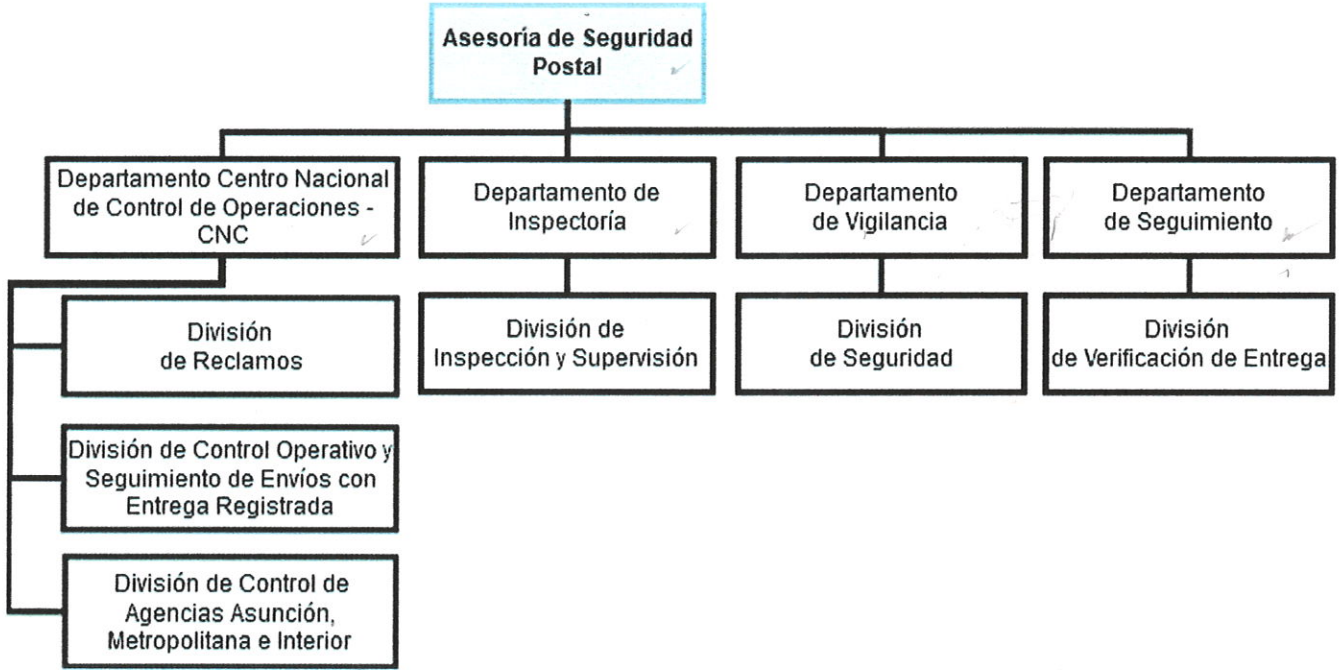 Asesoría de Seguridad
Postal
Departamento Centro Nacional
de Control de Operaciones -
CNC
Departamento de
Inspectoría
Departamento
de Vigilancia
Departamento
de Seguimiento
División
de Reclamos
División de
Inspección y Supervisión
División
de Seguridad
División
de Verificación de Entrega
División de Control Operativo y
Seguimiento de Envíos con
Entrega Registrada
División de Control de
Agencias Asunción,
Metropolitana e Interior